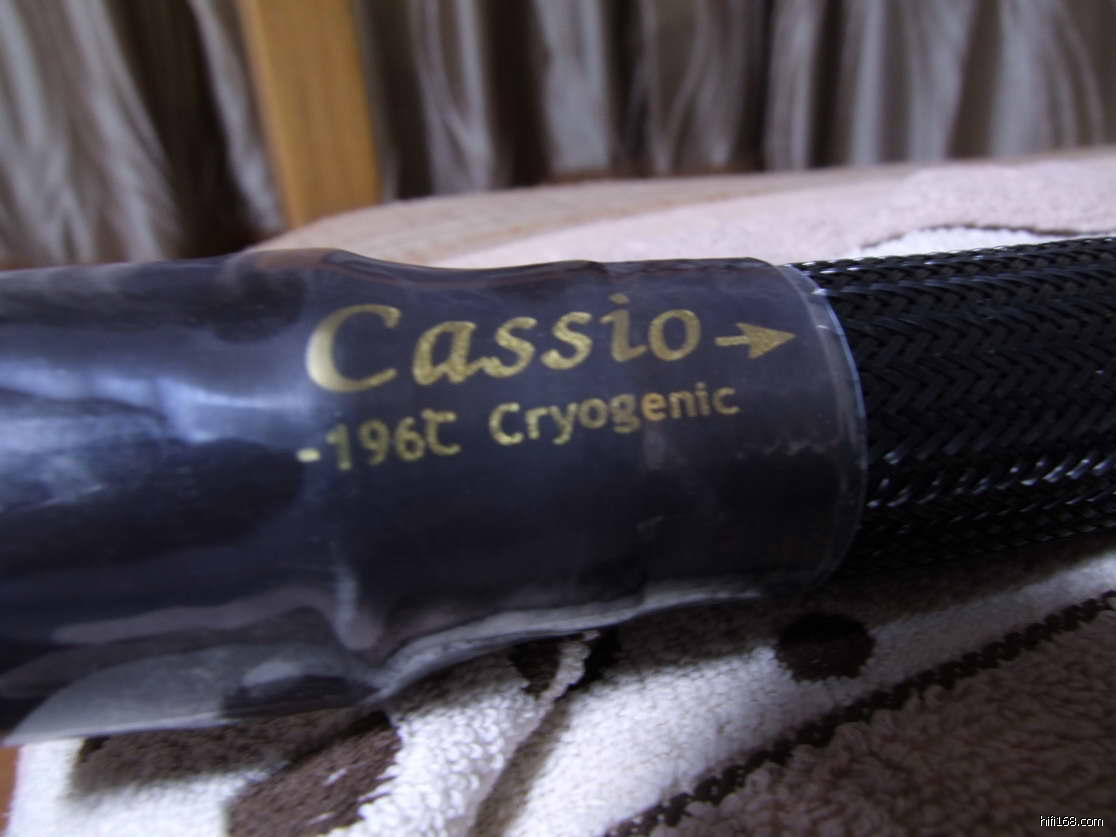 Cassio →
-196℃ Cryogenic
hifi168.com